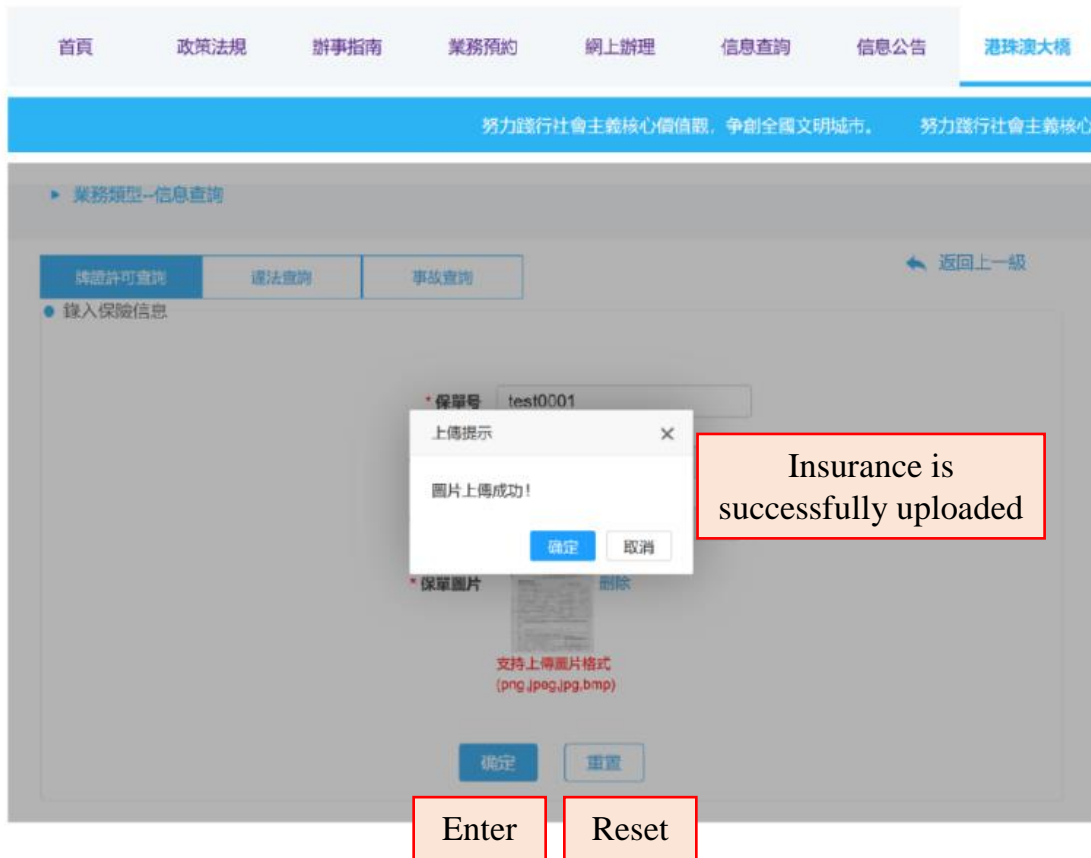 首頁 政策法規 辦事指南 業務預約 網上辦理 信息查詢 信息公告 港珠澳大橋
努力踐行社會主義核心價值觀，争創全國文明城市。 努力踐行社會主義核心
業務類型--信息查詢
牌證許可查詢 違法查詢 事故查詢 返回上一級
錄入保險信息
*保單号 test0001
上傳提示 ×
圖片上傳成功！
确定 取消
Insurance is
successfully uploaded
*保單圖片 删除
支持上傳圖片格式
(png,jpeg,jpg,bmp)
确定 重置
Enter Reset